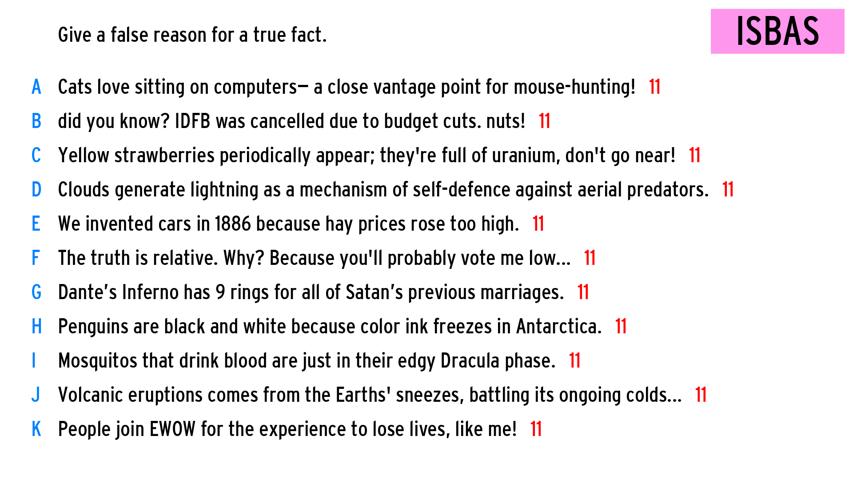 Give a false reason for a true fact.
ISBAS
A Cats love sitting on computers— a close vantage point for mouse-hunting! 11
B did you know? IDFB was cancelled due to budget cuts. nuts! 11
C Yellow strawberries periodically appear; they're full of uranium, don't go near! 11
D Clouds generate lightning as a mechanism of self-defence against aerial predators. 11
E We invented cars in 1886 because hay prices rose too high. 11
F The truth is relative. Why? Because you'll probably vote me low... 11
G Dante’s Inferno has 9 rings for all of Satan’s previous marriages. 11
H Penguins are black and white because color ink freezes in Antarctica. 11
I Mosquitos that drink blood are just in their edgy Dracula phase. 11
J Volcanic eruptions comes from the Earths' sneezes, battling its ongoing colds... 11
K People join EWOW for the experience to lose lives, like me! 11